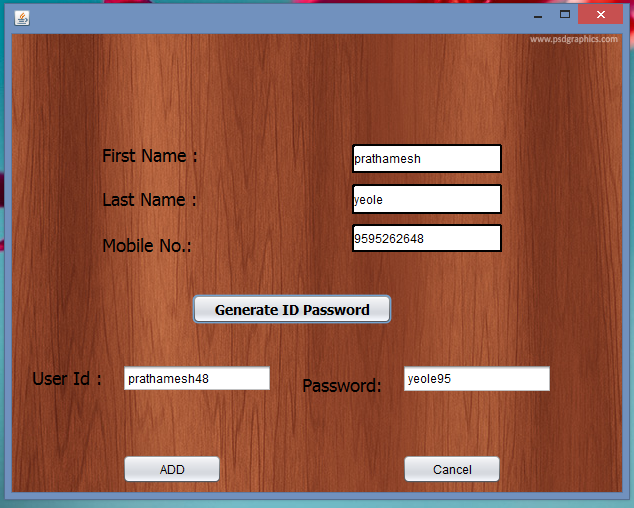 www.psdgraphics.com
First Name : prathamesh
Last Name : yeole
Mobile No.: 9595262648
Generate ID Password
User Id : prathamesh48 Password: yeole95
ADD Cancel